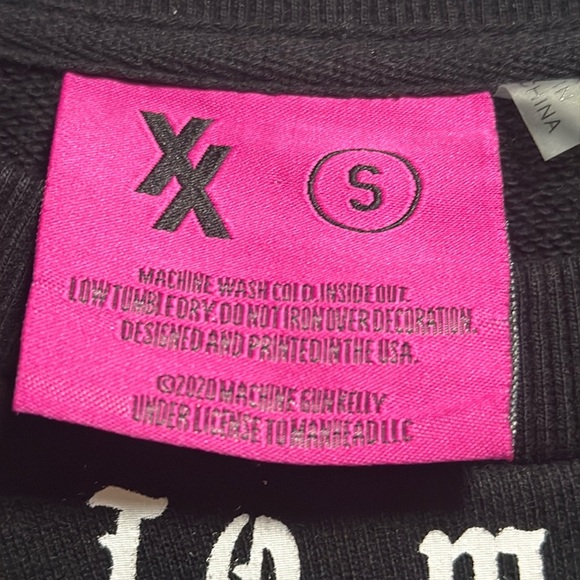 XX
S
MACHINE WASH COLD. INSIDE OUT.
LOW TUMBLE DRY. DO NOT IRON OVER DECORATION.
DESIGNED AND PRINTED IN THE USA.
©2020 MACHINE GUN KELLY
UNDER LICENSE TO MANHEAD LLC